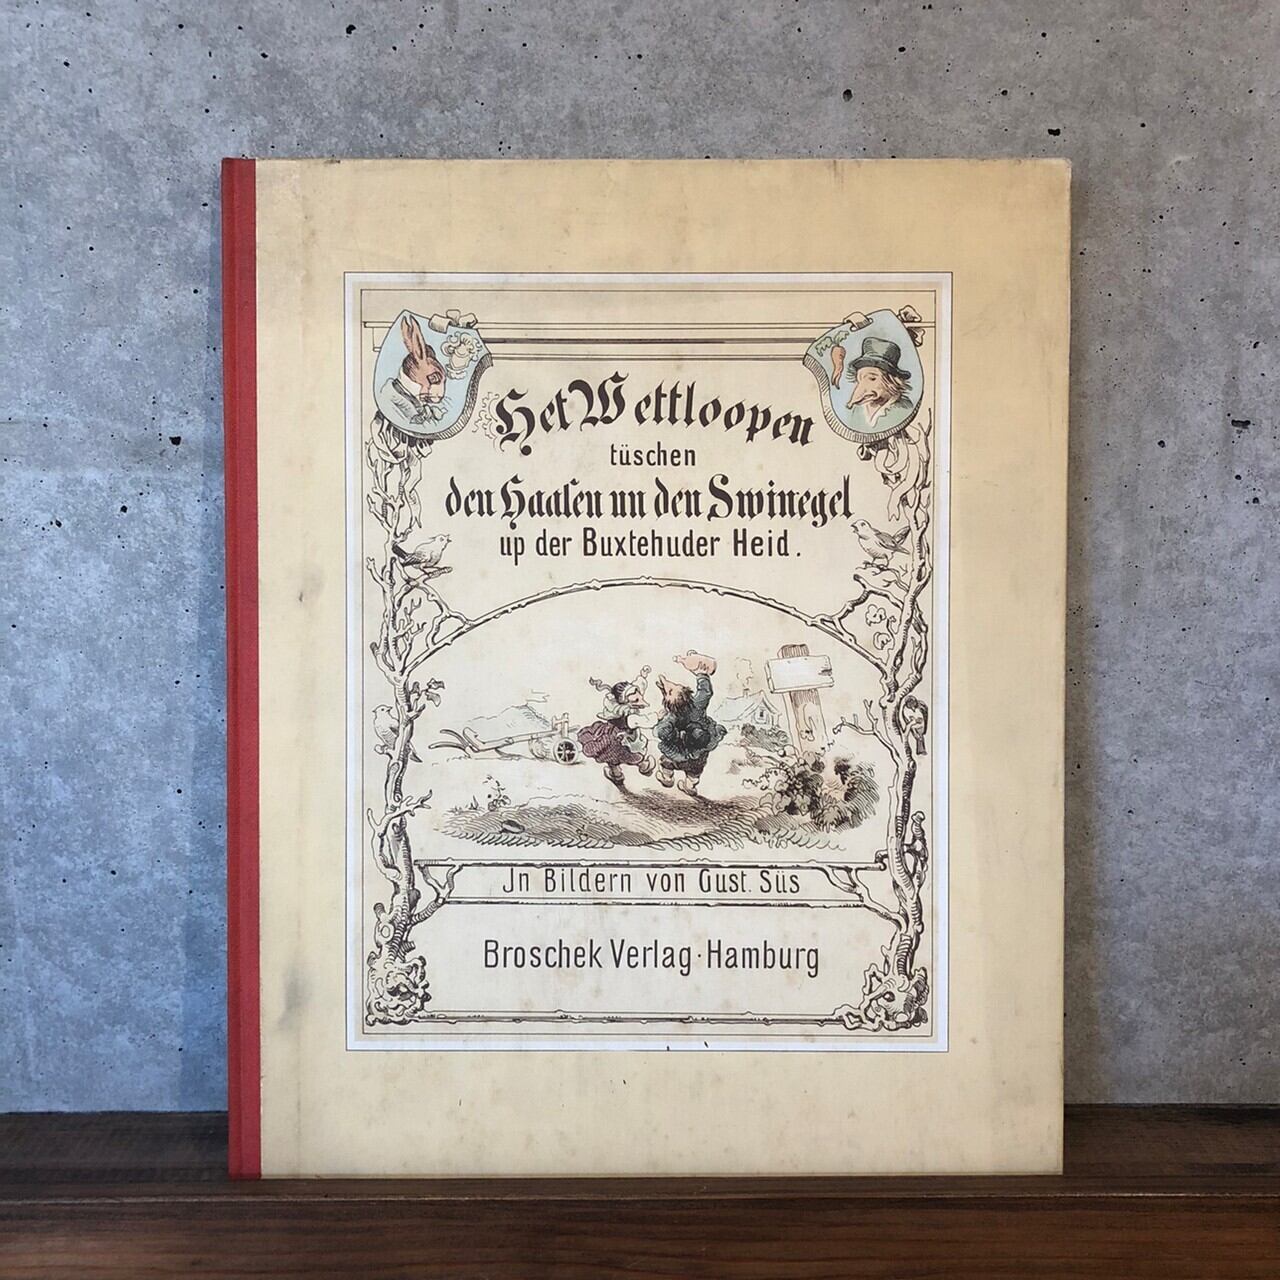 Het Wettloopen
tüschen
den Haaſen un den Swinegel
up der Buxtehuder Heid.
Jn Bildern von Gust. Süs
Broschek Verlag · Hamburg